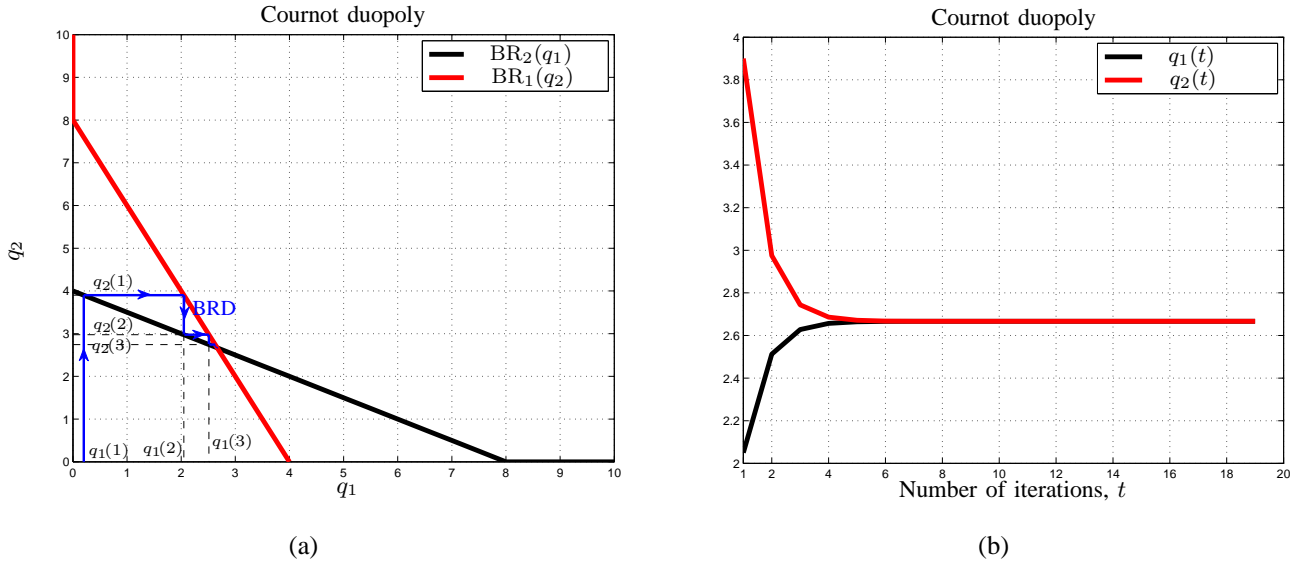 Cournot duopoly
BR₂(q₁)
BR₁(q₂)
10
9
8
7
6
5
4
3
2
1
0
q₂
q₂(1)
BRD
q₂(2)
q₂(3)
q₁(1)
q₁(2)
q₁(3)
0 1 2 3 4 5 6 7 8 9 10
q₁
(a)
Cournot duopoly
q₁(t)
q₂(t)
4
3.8
3.6
3.4
3.2
3
2.8
2.6
2.4
2.2
2
1 2 4 6 8 10 12 14 16 18 20
Number of iterations, t
(b)